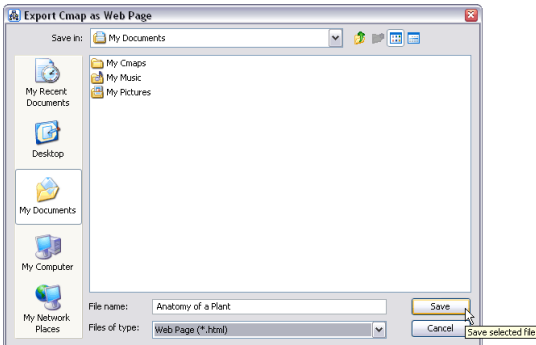 Export Cmap as Web Page
Save in:
My Documents
My Recent
Documents
Desktop
My Documents
My Computer
My Network
Places
My Cmaps
My Music
My Pictures
File name:
Anatomy of a Plant
Save
Files of type:
Web Page (*.html)
Cancel
Save selected file